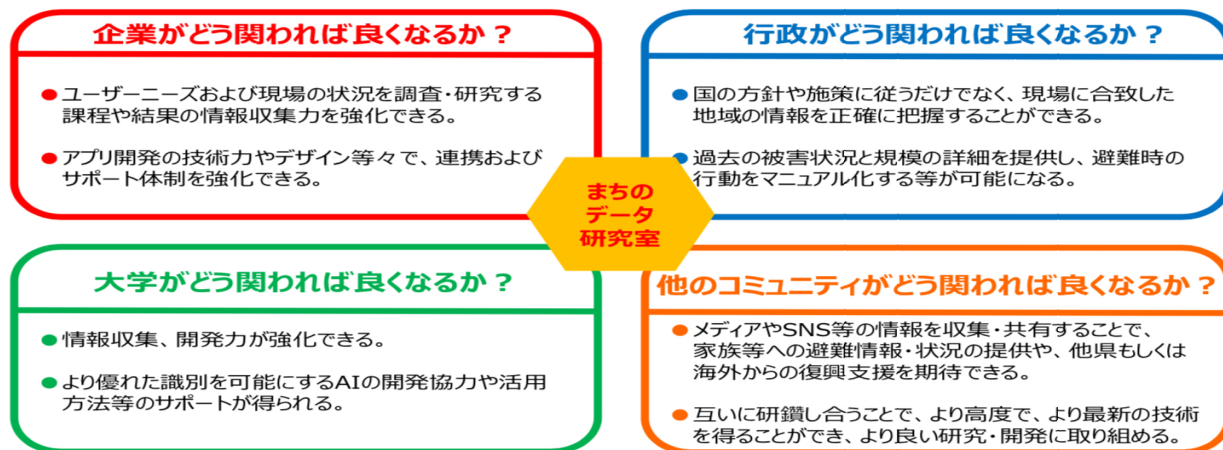 企業がどう関われば良くなるか？
● ユーザーニーズおよび現場の状況を調査・研究する
課程や結果の情報収集力を強化できる。
● アプリ開発の技術力やデザイン等々で、連携および
サポート体制を強化できる。
行政がどう関われば良くなるか？
● 国の方針や施策に従うだけでなく、現場に合致した
地域の情報を正確に把握することができる。
● 過去の被害状況と規模の詳細を提供し、避難時の
行動をマニュアル化する等が可能になる。
まちの
データ
研究室
大学がどう関われば良くなるか？
● 情報収集、開発力が強化できる。
● より優れた識別を可能にするAIの開発協力や活用
方法等のサポートが得られる。
他のコミュニティがどう関われば良くなるか？
● メディアやSNS等の情報を収集・共有することで、
家族等への避難情報・状況の提供や、他県もしくは
海外からの復興支援を期待できる。
● 互いに研鑽し合うことで、より高度で、より最新の技術
を得ることができ、より良い研究・開発に取り組める。